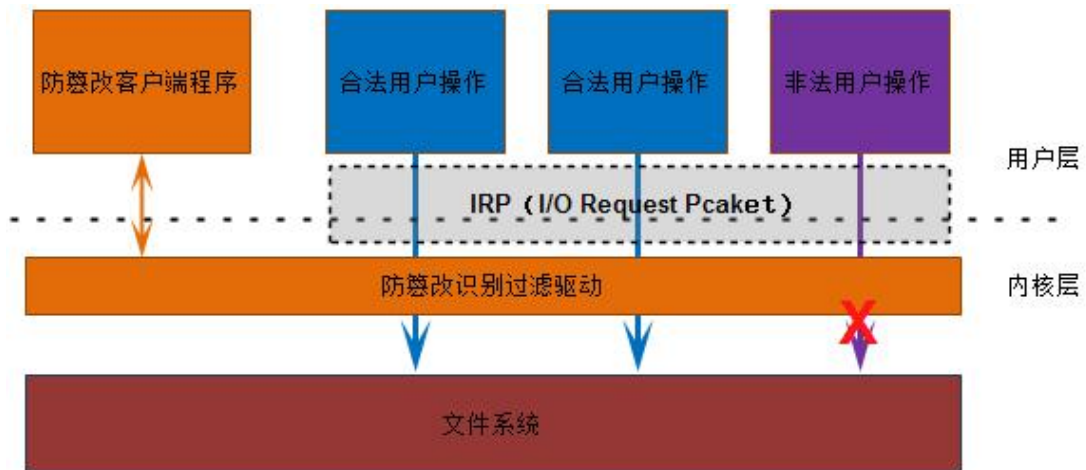 防篡改客户端程序
合法用户操作
合法用户操作
非法用户操作
用户层
IRP（I/O Request Pcaket）
防篡改识别过滤驱动
内核层
X
文件系统